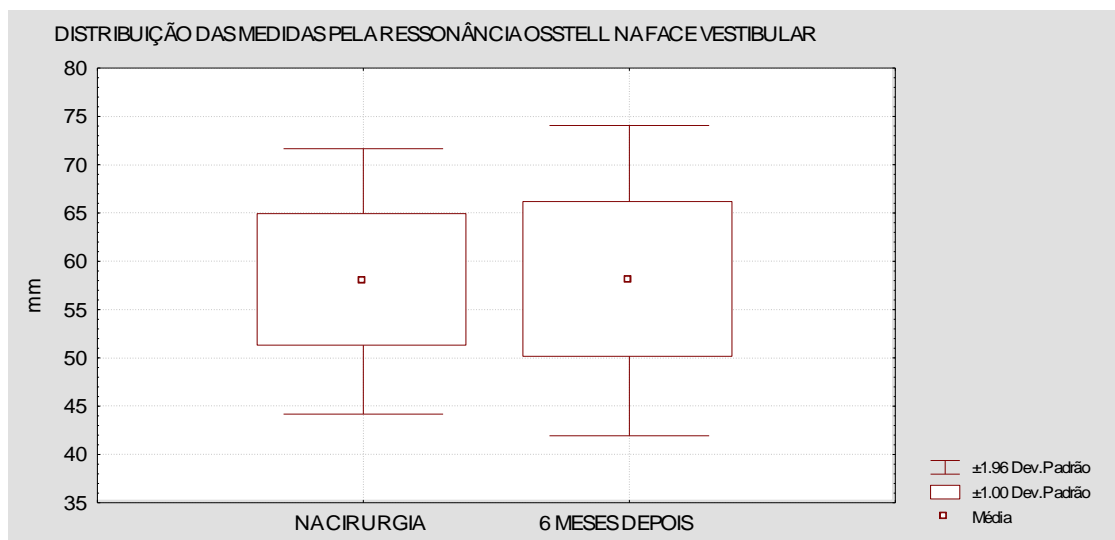 DISTRIBUIÇÃO DAS MEDIDAS PELA RESSONÂNCIA OSSTELL NA FACE VESTIBULAR
80
75
70
65
60
55
50
45
40
35
mm
NA CIRURGIA
6 MESES DEPOIS
±1.96 Dev.Padrão
±1.00 Dev.Padrão
Média